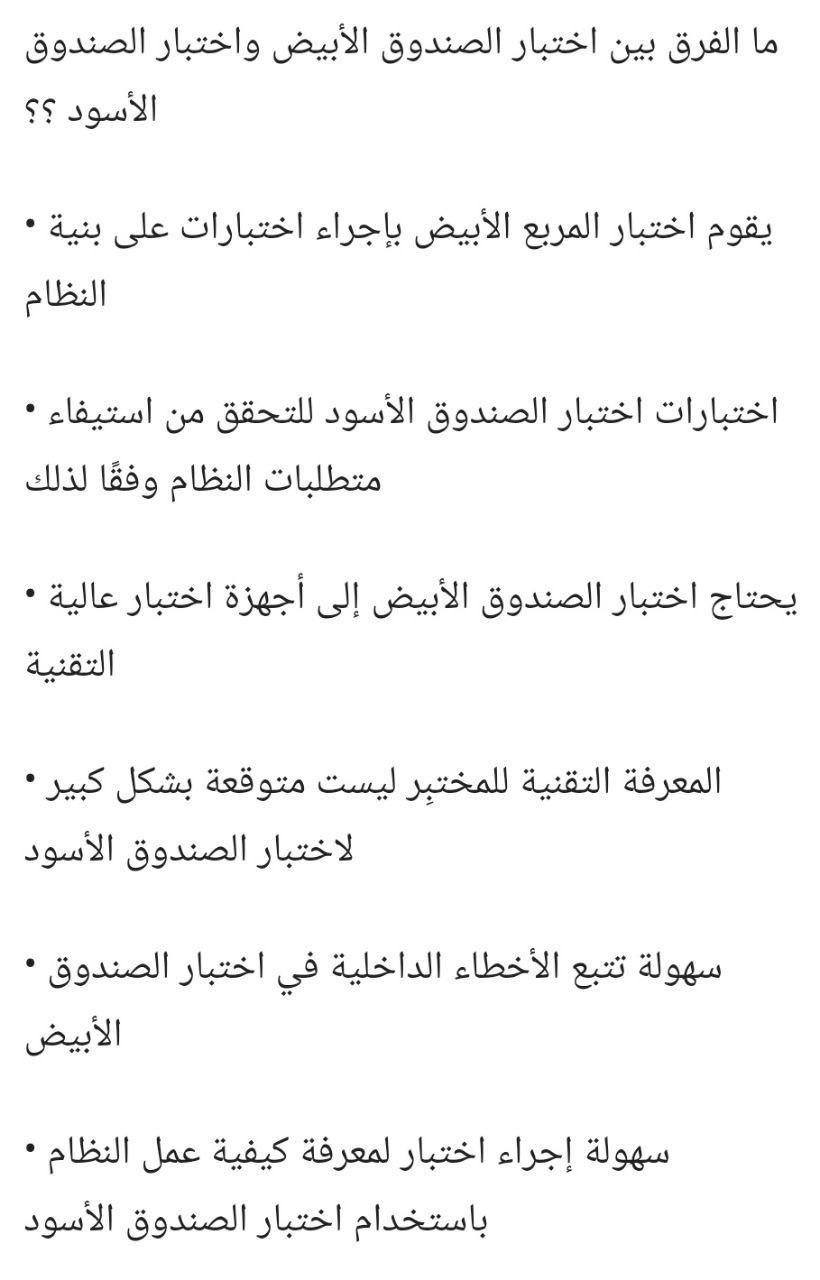 ما الفرق بين اختبار الصندوق الأبيض واختبار الصندوق
الأسود ؟؟
يقوم اختبار المربع الأبيض بإجراء اختبارات على بنية •
النظام
اختبارات اختبار الصندوق الأسود للتحقق من استيفاء •
متطلبات النظام وفقًا لذلك
يحتاج اختبار الصندوق الأبيض إلى أجهزة اختبار عالية •
التقنية
المعرفة التقنية للمختبِر ليست متوقعة بشكل كبير •
لاختبار الصندوق الأسود
سهولة تتبع الأخطاء الداخلية في اختبار الصندوق •
الأبيض
سهولة إجراء اختبار لمعرفة كيفية عمل النظام •
باستخدام اختبار الصندوق الأسود